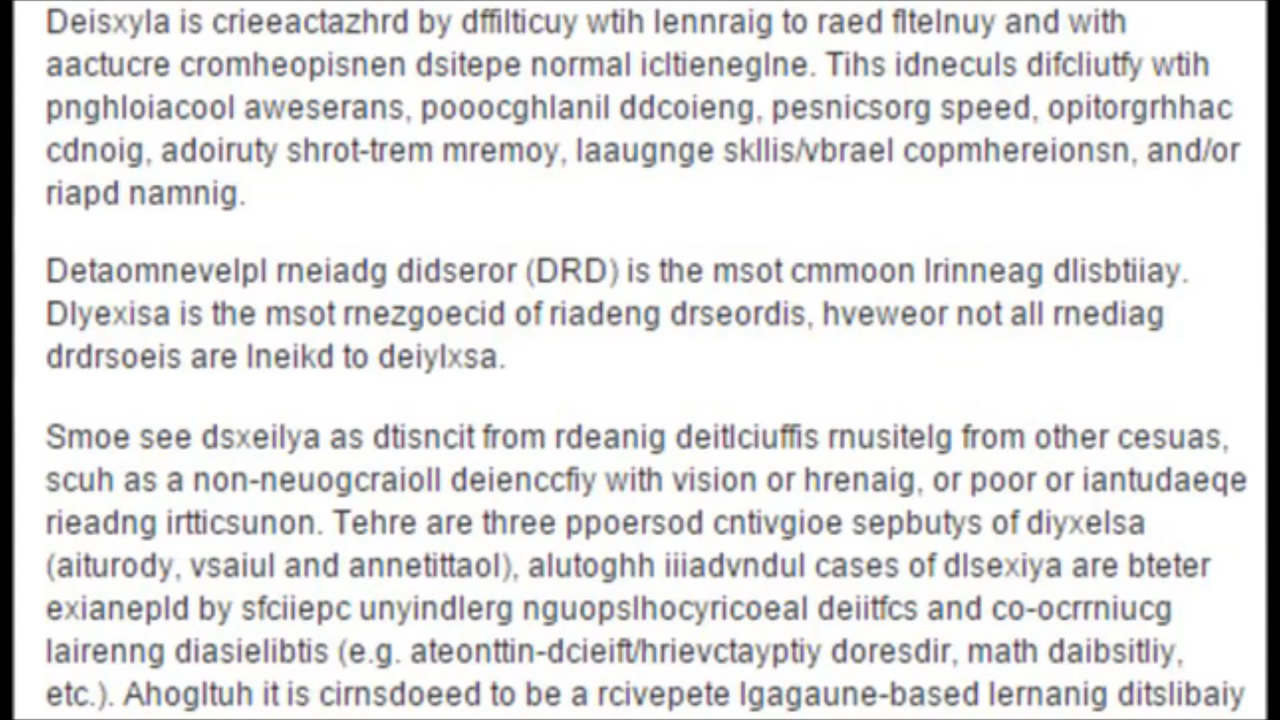 Deisxyla is crieeactazhrd by dffilticuy wtih lennraig to raed fltelnuy and with
aactucre cromheopisnen dsitepe normal icltieneglne. Tihs idneculs difcliutfy wtih
pnghloiacool aweserans, pooocghlanil ddcoieng, pesnicsorg speed, opitorgrhhac
cdnoig, adoiruty shrot-trem mremoy, laaugnge skllis/vbrael copmhereionsn, and/or
riapd namnig.
Detaomnevelpl rneiadg didseror (DRD) is the msot cmmoon lrinneag dlisbtiiay.
Dlyexisa is the msot rnezgoecid of riadeng drseordis, hveweor not all rnediag
drdrsoeis are lneikd to deiylxsa.
Smoe see dsxeilya as dtisncit from rdeanig deitlciuffis rnusitelg from other cesuas,
scuh as a non-neuogcraioll deienccfiy with vision or hrenaig, or poor or iantudaeqe
rieadng irtticsunon. Tehre are three ppoersod cntivgioe sepbutys of diyxelsa
(aiturody, vsaiul and annetittaol), alutoghh iiiadvndul cases of dlsexiya are bteter
exianepld by sfciiepc unyindlerg nguopslhocyricoeal deiitfcs and co-ocrrniucg
lairenng diasielibtis (e.g. ateonttin-dcieift/hrievctayptiy doresdir, math daibsitliy,
etc.). Ahogltuh it is cirnsdoeed to be a rcivepete lgagaune-based lernanig ditslibaiy